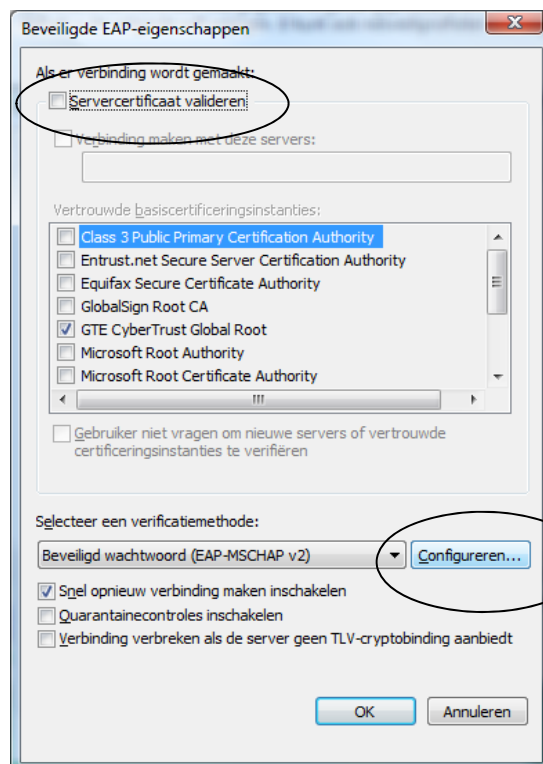 Beveiligde EAP-eigenschappen
Als er verbinding wordt gemaakt:
Servercertificaat valideren
Verbinding maken met deze servers:
Vertrouwde basiscertificeringsinstanties:
Class 3 Public Primary Certification Authority
Entrust.net Secure Server Certification Authority
Equifax Secure Certificate Authority
GlobalSign Root CA
GTE CyberTrust Global Root
Microsoft Root Authority
Microsoft Root Certificate Authority
Gebruiker niet vragen om nieuwe servers of vertrouwde
certificeringsinstanties te verifiëren
Selecteer een verificatiemethode:
Beveiligd wachtwoord (EAP-MSCHAP v2)
Configureren...
Snel opnieuw verbinding maken inschakelen
Quarantainecontroles inschakelen
Verbinding verbreken als de server geen TLV-cryptobinding aanbiedt
OK
Annuleren